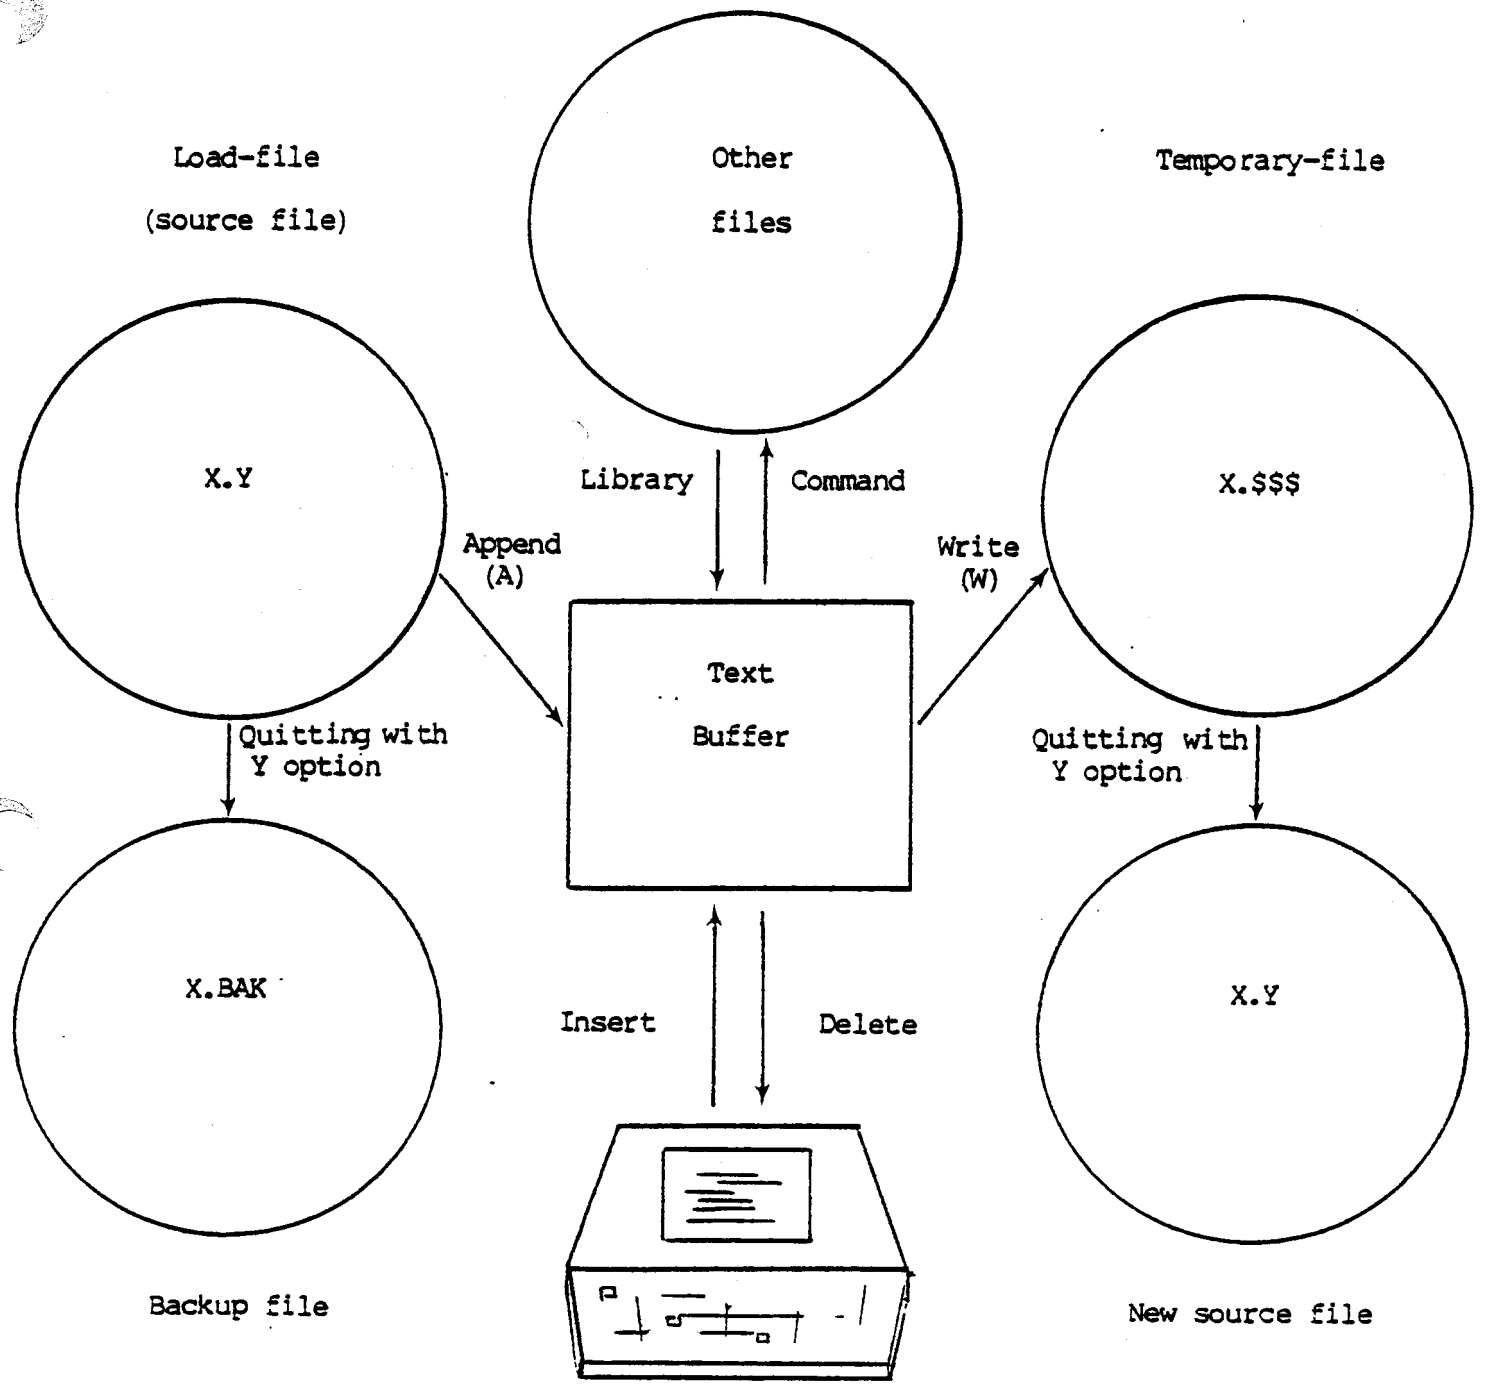 Load-file
(source file)
Other
files
Temporary-file
X.Y
Library
Command
X.$$$
Append
(A)
Write
(W)
Text
Buffer
Quitting with
Y option
Quitting with
Y option
X.BAK
X.Y
Insert
Delete
Backup file
New source file